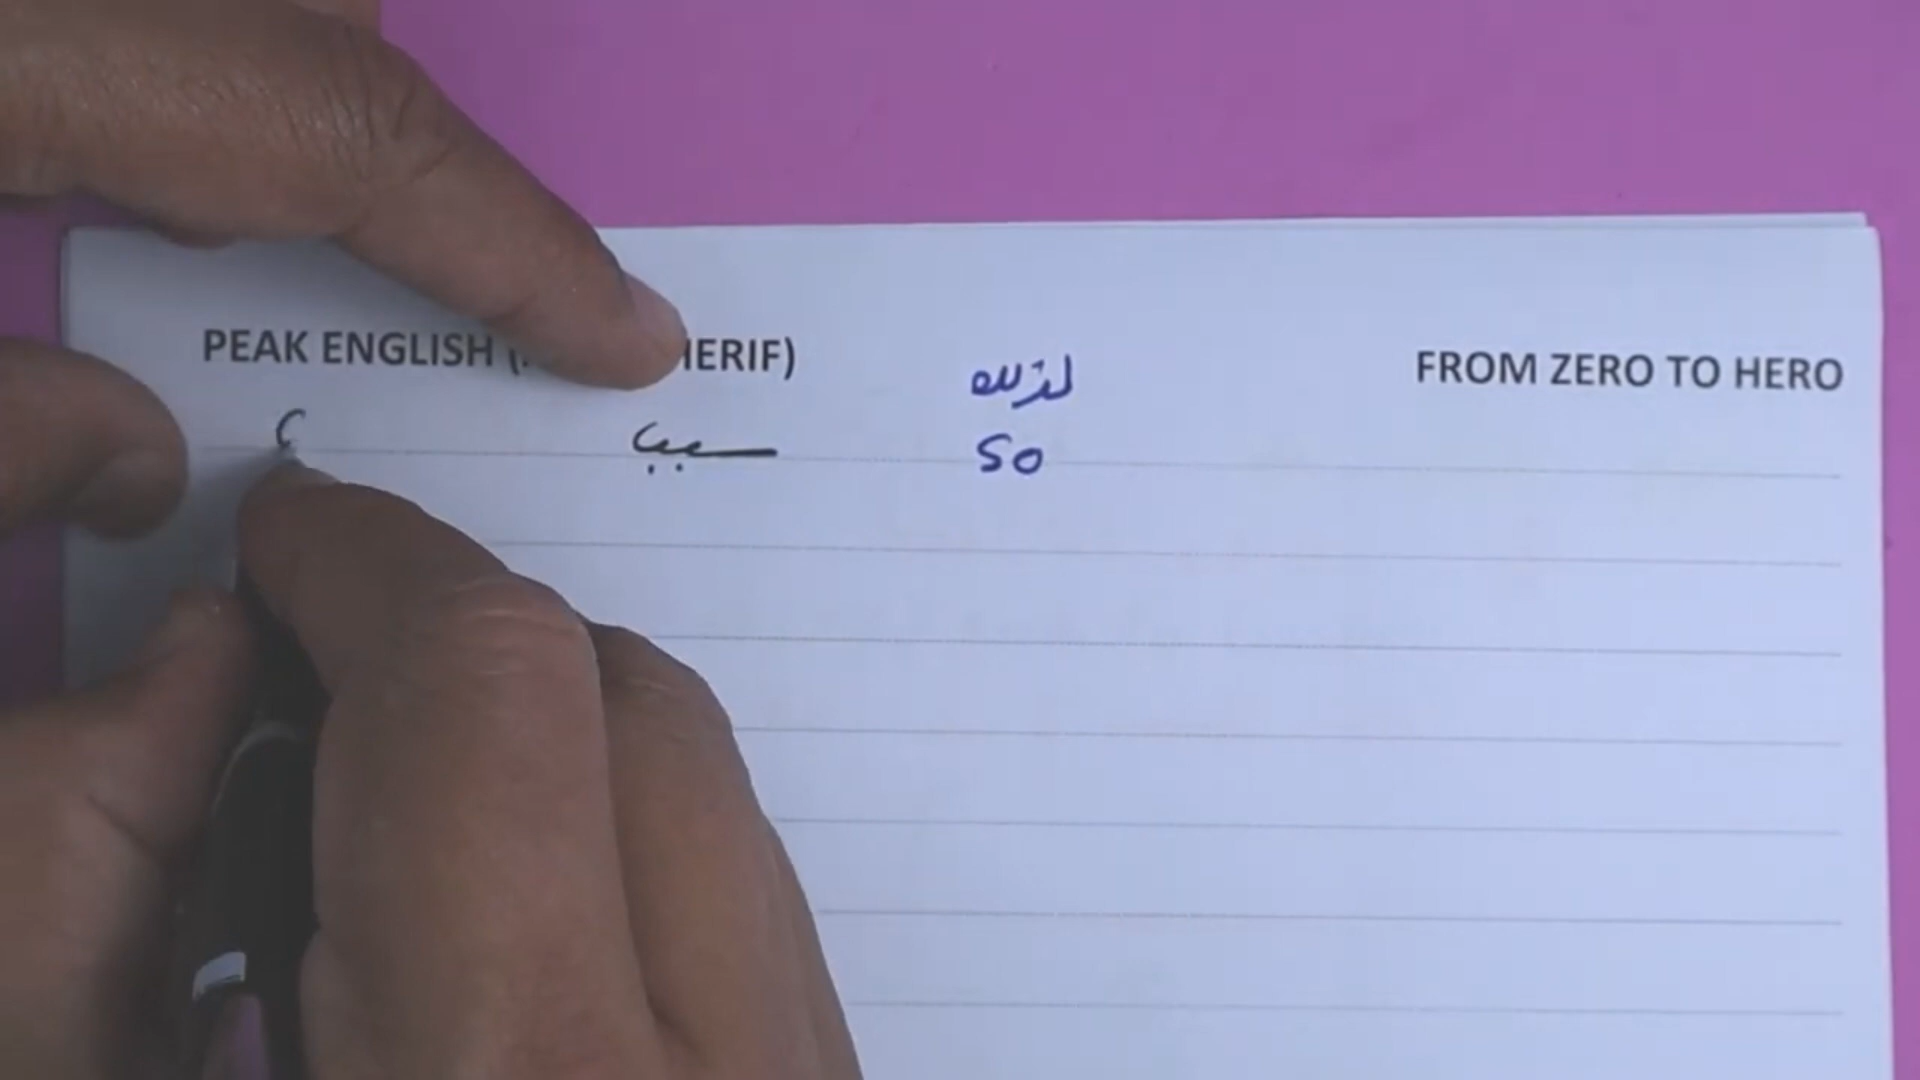 PEAK ENGLISH ( HERIF) FROM ZERO TO HERO
لذلك
سبب
so